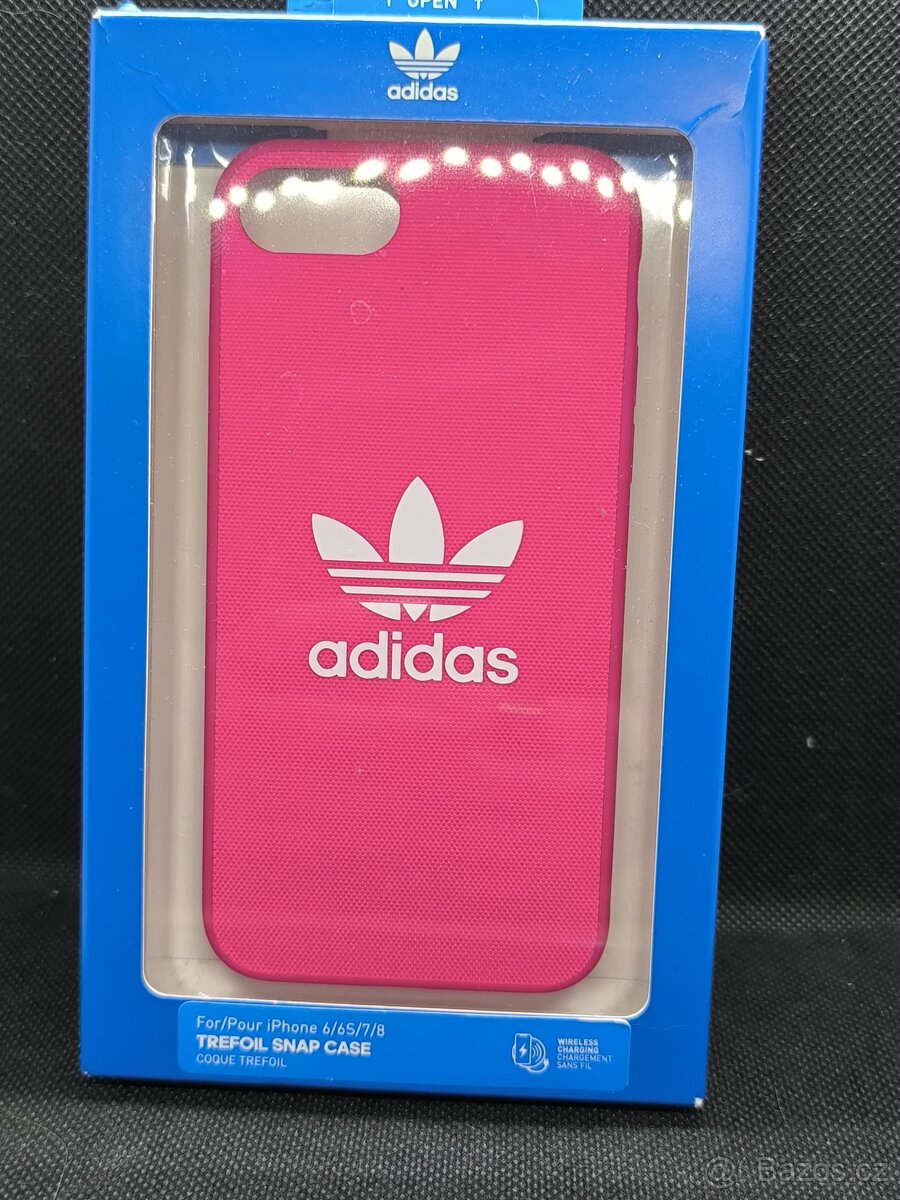 ↑ OPEN ↑
adidas
adidas
For/Pour iPhone 6/6S/7/8
TREFOIL SNAP CASE
COQUE TREFOIL
WIRELESS
CHARGING
CHARGEMENT
SANS FIL
@ Bazos.cz